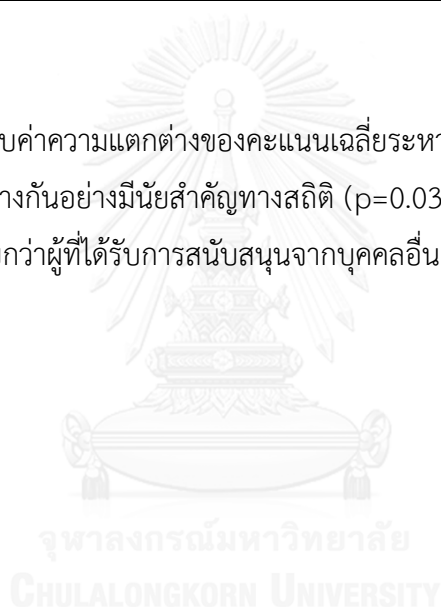 บค่าความแตกต่างของคะแนนเฉลี่ยระหว
างกันอย่างมีนัยสำคัญทางสถิติ (p=0.03
กว่าผู้ที่ได้รับการสนับสนุนจากบุคคลอื่น
จุฬาลงกรณ์มหาวิทยาลัย
CHULALONGKORN UNIVERSITY